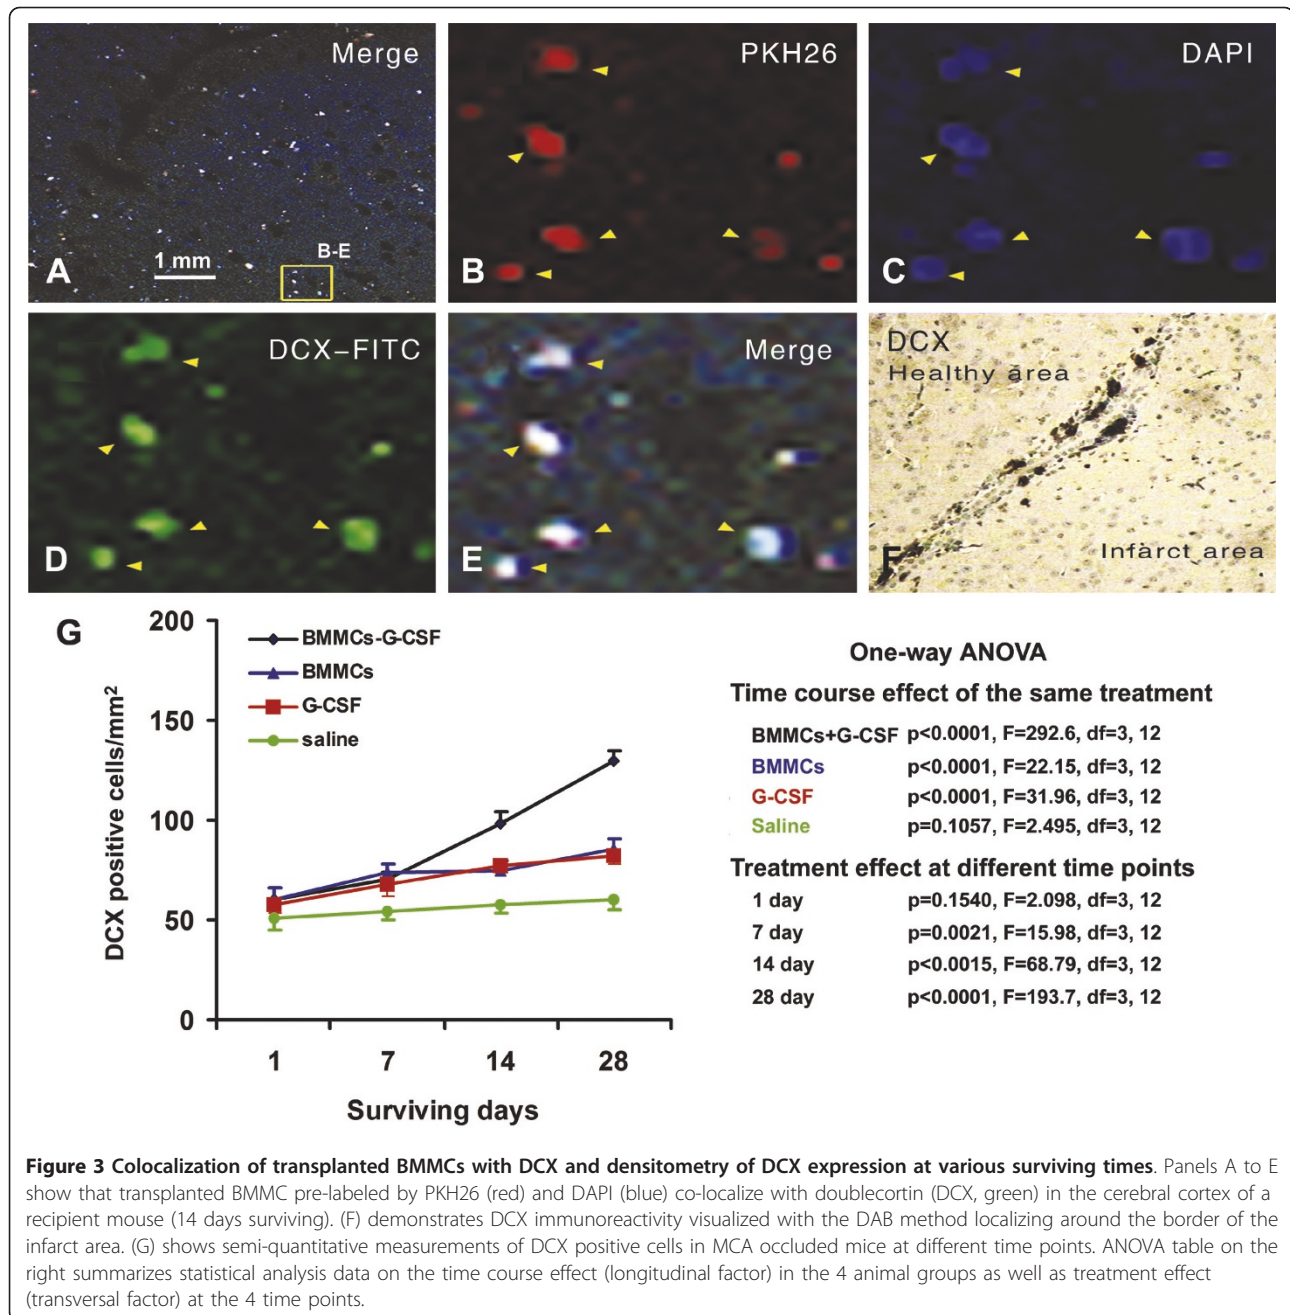 Merge
1 mm
B-E
A
PKH26
B
DAPI
C
DCX-FITC
D
Merge
E
DCX
Healthy area
Infarct area
F
G
DCX positive cells/mm²
200
150
100
50
0
BMMCs-G-CSF
BMMCs
G-CSF
saline
1 7 14 28
Surviving days
One-way ANOVA
Time course effect of the same treatment
BMMCs+G-CSF p<0.0001, F=292.6, df=3, 12
BMMCs p<0.0001, F=22.15, df=3, 12
G-CSF p<0.0001, F=31.96, df=3, 12
Saline p=0.1057, F=2.495, df=3, 12
Treatment effect at different time points
1 day p=0.1540, F=2.098, df=3, 12
7 day p=0.0021, F=15.98, df=3, 12
14 day p<0.0015, F=68.79, df=3, 12
28 day p<0.0001, F=193.7, df=3, 12
Figure 3 Colocalization of transplanted BMMCs with DCX and densitometry of DCX expression at various surviving times. Panels A to E
show that transplanted BMMC pre-labeled by PKH26 (red) and DAPI (blue) co-localize with doublecortin (DCX, green) in the cerebral cortex of a
recipient mouse (14 days surviving). (F) demonstrates DCX immunoreactivity visualized with the DAB method localizing around the border of the
infarct area. (G) shows semi-quantitative measurements of DCX positive cells in MCA occluded mice at different time points. ANOVA table on the
right summarizes statistical analysis data on the time course effect (longitudinal factor) in the 4 animal groups as well as treatment effect
(transversal factor) at the 4 time points.